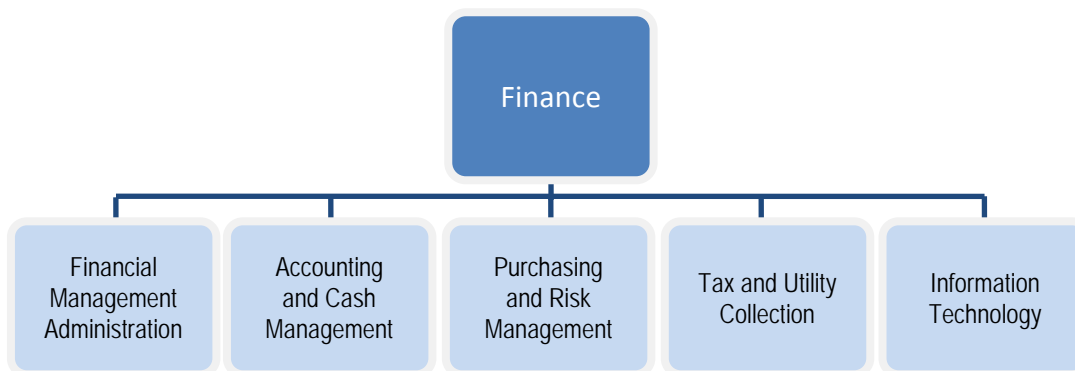 Finance
Financial
Management
Administration
Accounting
and Cash
Management
Purchasing
and Risk
Management
Tax and Utility
Collection
Information
Technology